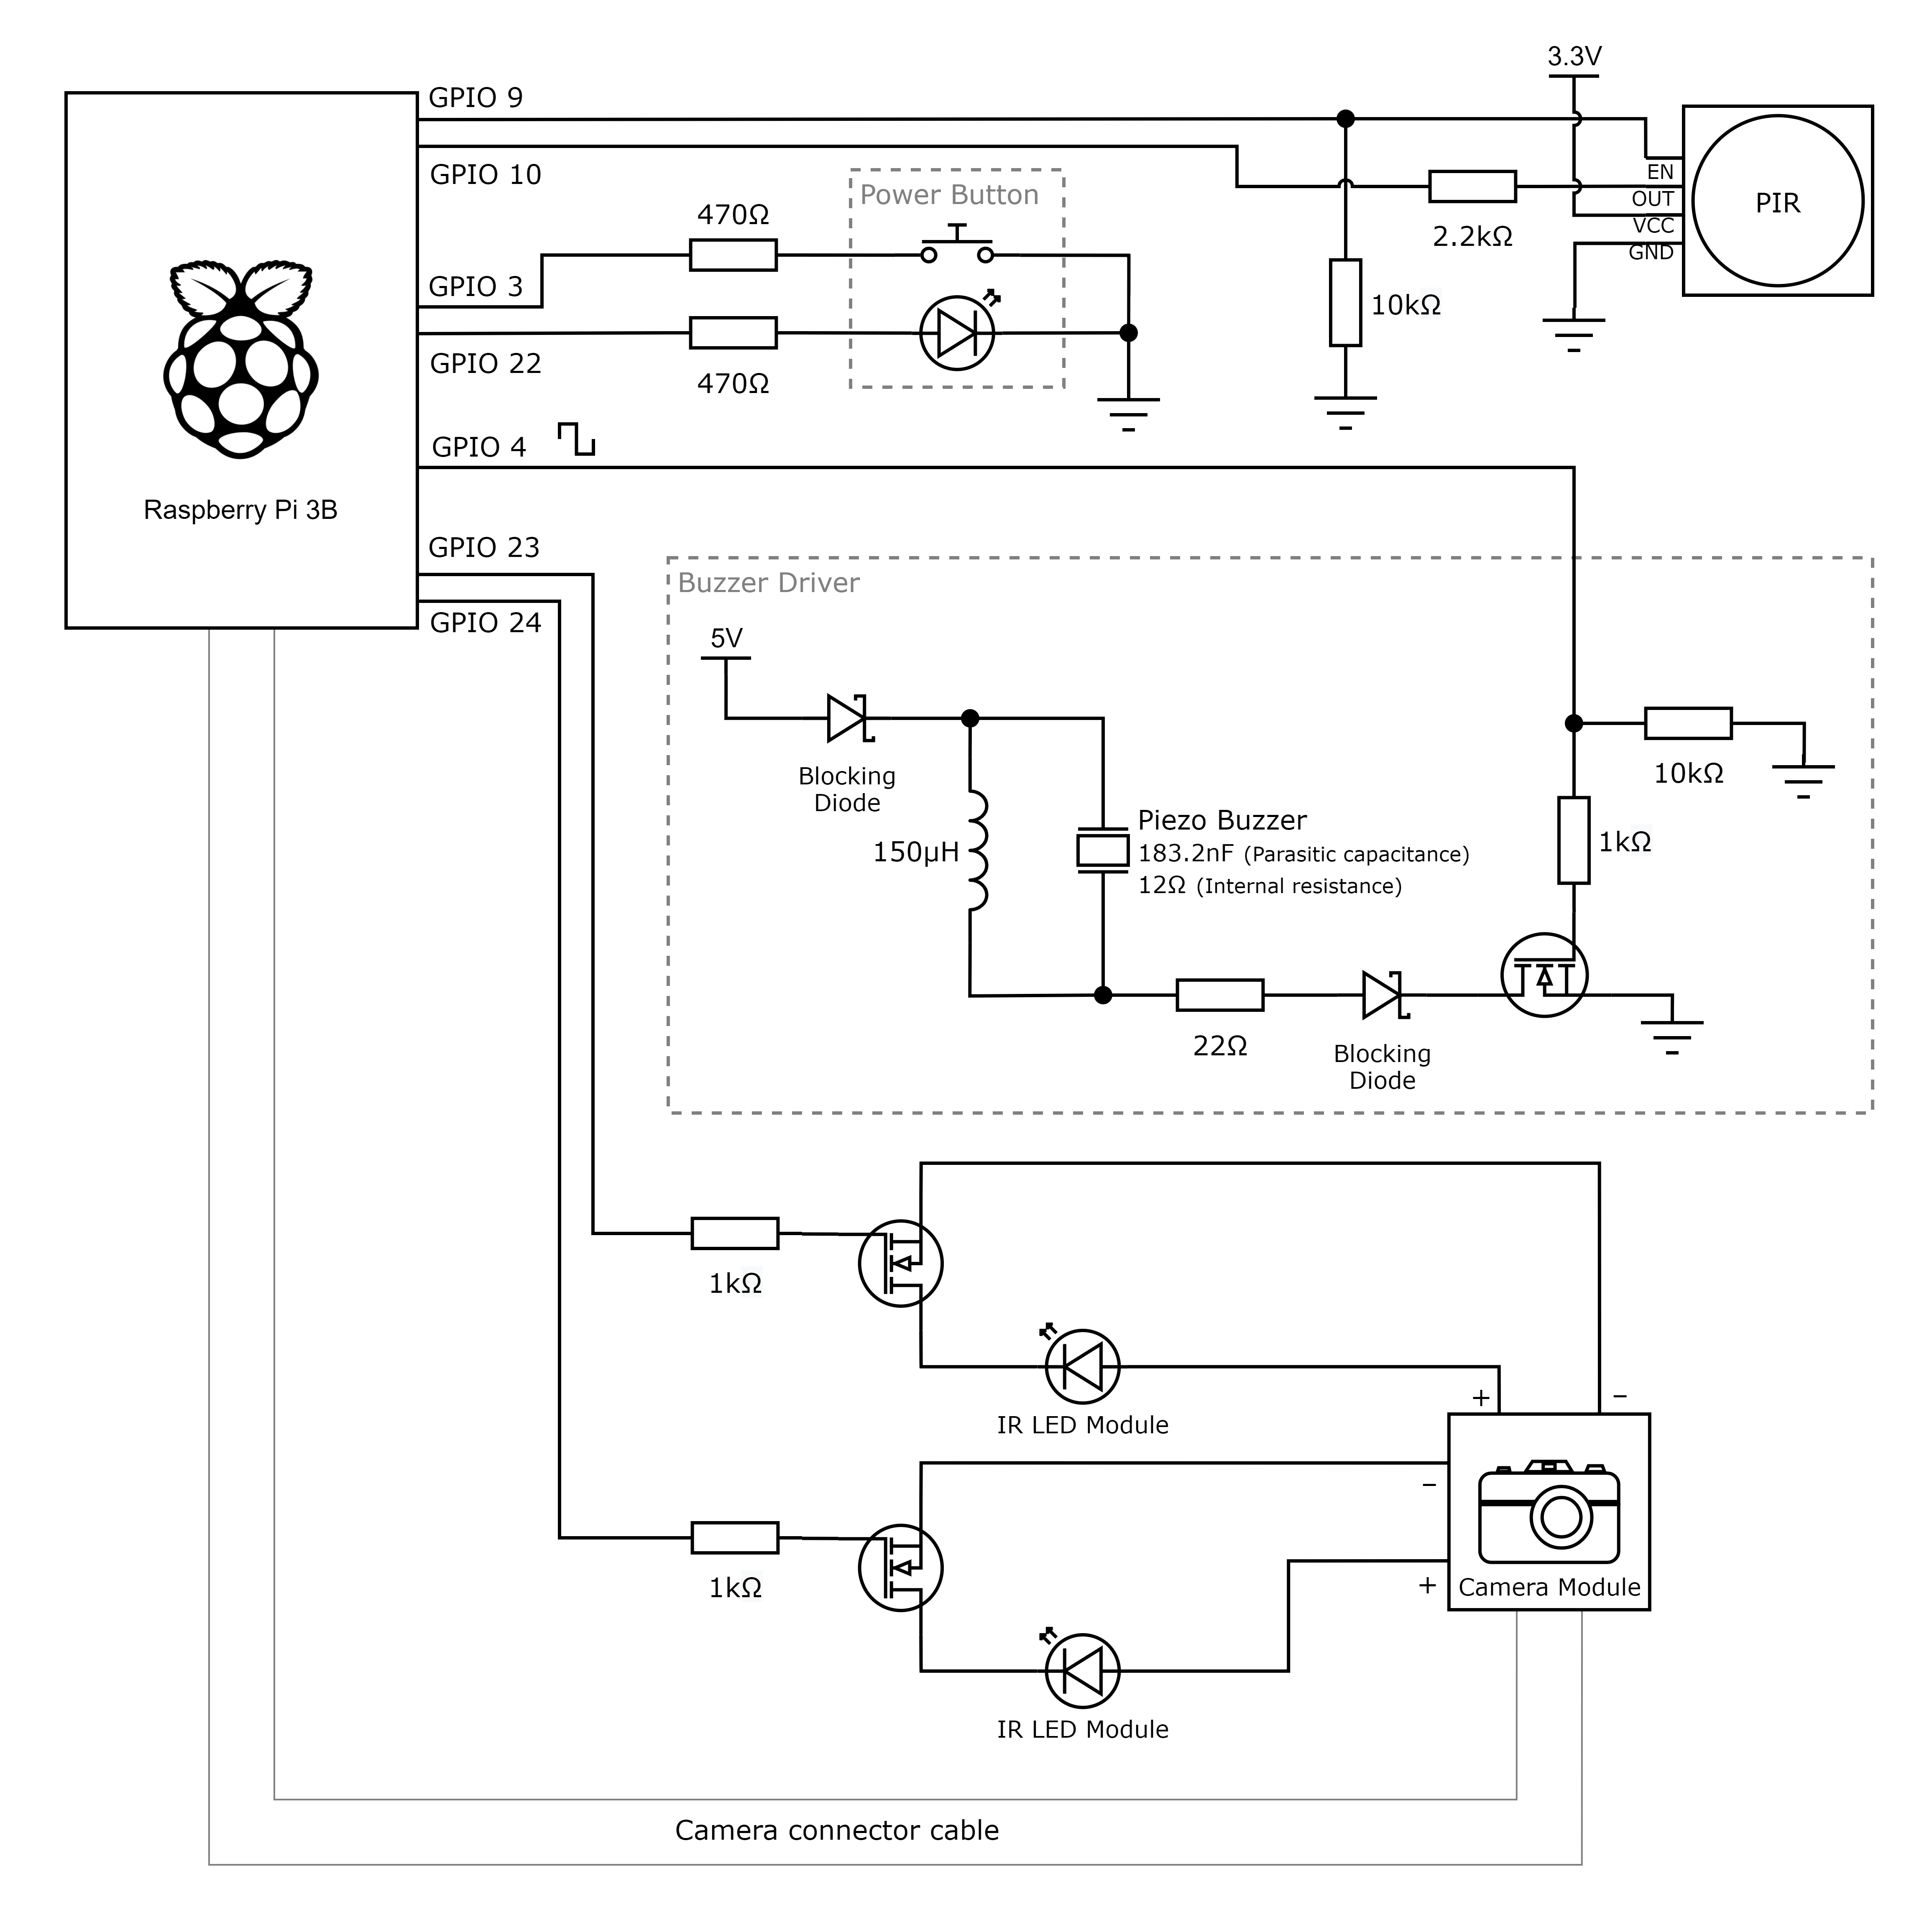 3.3V
GPIO 9
GPIO 10
EN
OUT
VCC
GND
PIR
Power Button
470Ω
2.2kΩ
GPIO 3
10kΩ
GPIO 22
470Ω
GPIO 4
Raspberry Pi 3B
GPIO 23
GPIO 24
Buzzer Driver
5V
Blocking
Diode
10kΩ
150µH
Piezo Buzzer
183.2nF (Parasitic capacitance)
12Ω (Internal resistance)
1kΩ
22Ω
Blocking
Diode
1kΩ
+
–
IR LED Module
–
1kΩ
+
Camera Module
IR LED Module
Camera connector cable